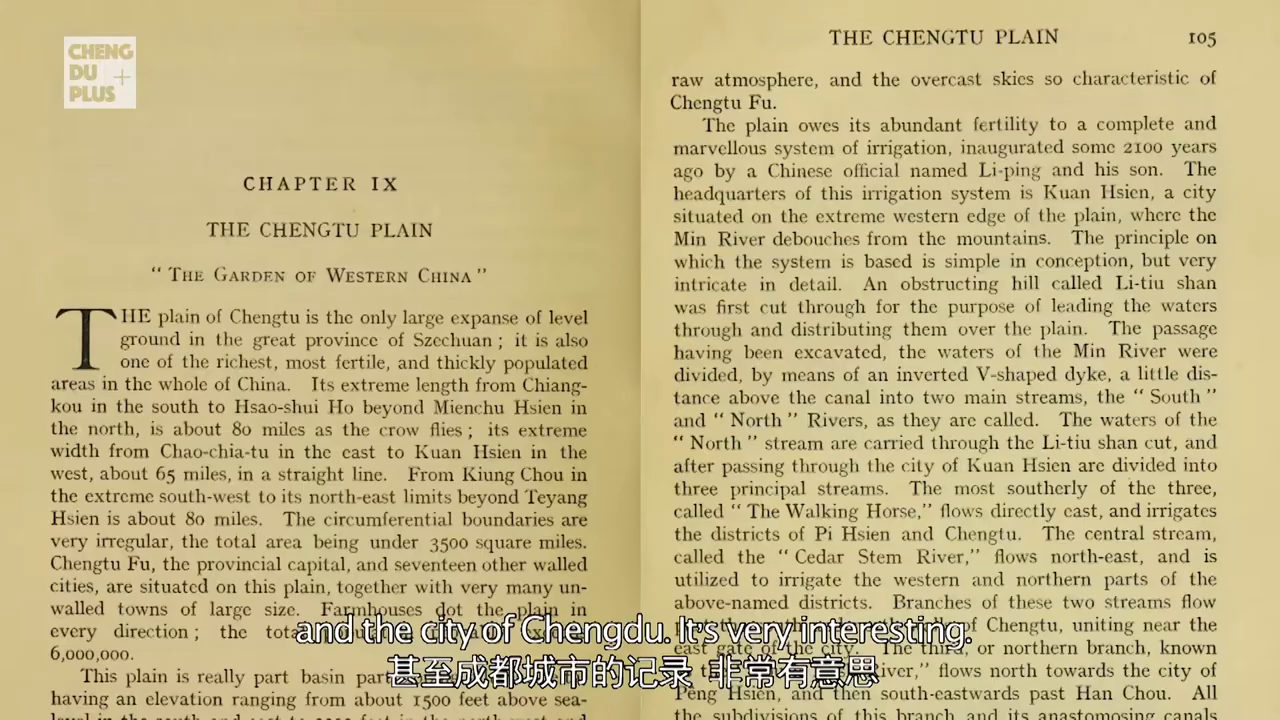 CHENG
DU +
PLUS
CHAPTER IX
THE CHENGTU PLAIN
“ THE GARDEN OF WESTERN CHINA ”
THE plain of Chengtu is the only large expanse of level
ground in the great province of Szechuan ; it is also
one of the richest, most fertile, and thickly populated
areas in the whole of China. Its extreme length from Chiang-
kou in the south to Hsao-shui Ho beyond Mienchu Hsien in
the north, is about 80 miles as the crow flies ; its extreme
width from Chao-chia-tu in the east to Kuan Hsien in the
west, about 65 miles, in a straight line. From Kiung Chou in
the extreme south-west to its north-east limits beyond Teyang
Hsien is about 80 miles. The circumferential boundaries are
very irregular, the total area being under 3500 square miles.
Chengtu Fu, the provincial capital, and seventeen other walled
cities, are situated on this plain, together with very many un-
walled towns of large size. Farmhouses dot the plain in
every direction ; the
6,000,000.
This plain is really part basin
having an elevation ranging from about 1500 feet above sea-
THE CHENGTU PLAIN 105
raw atmosphere, and the overcast skies so characteristic of
Chengtu Fu.
The plain owes its abundant fertility to a complete and
marvellous system of irrigation, inaugurated some 2100 years
ago by a Chinese official named Li-ping and his son. The
headquarters of this irrigation system is Kuan Hsien, a city
situated on the extreme western edge of the plain, where the
Min River debouches from the mountains. The principle on
which the system is based is simple in conception, but very
intricate in detail. An obstructing hill called Li-tiu shan
was first cut through for the purpose of leading the waters
through and distributing them over the plain. The passage
having been excavated, the waters of the Min River were
divided, by means of an inverted V-shaped dyke, a little dis-
tance above the canal into two main streams, the “ South ”
and “ North ” Rivers, as they are called. The waters of the
“ North ” stream are carried through the Li-tiu shan cut, and
after passing through the city of Kuan Hsien are divided into
three principal streams. The most southerly of the three,
called “ The Walking Horse,” flows directly east, and irrigates
the districts of Pi Hsien and Chengtu. The central stream,
called the “ Cedar Stem River,” flows north-east, and is
utilized to irrigate the western and northern parts of the
above-named districts. Branches of these two streams flow
of Chengtu, uniting near the
east gate of the city. The third, or northern branch, known
flows north towards the city of
Peng Hsien, and then south-eastwards past Han Chou. All
the subdivisions of this branch and its anastomosing canals
and the city of Chengdu. It's very interesting.
甚至成都城市的记录 非常有意思